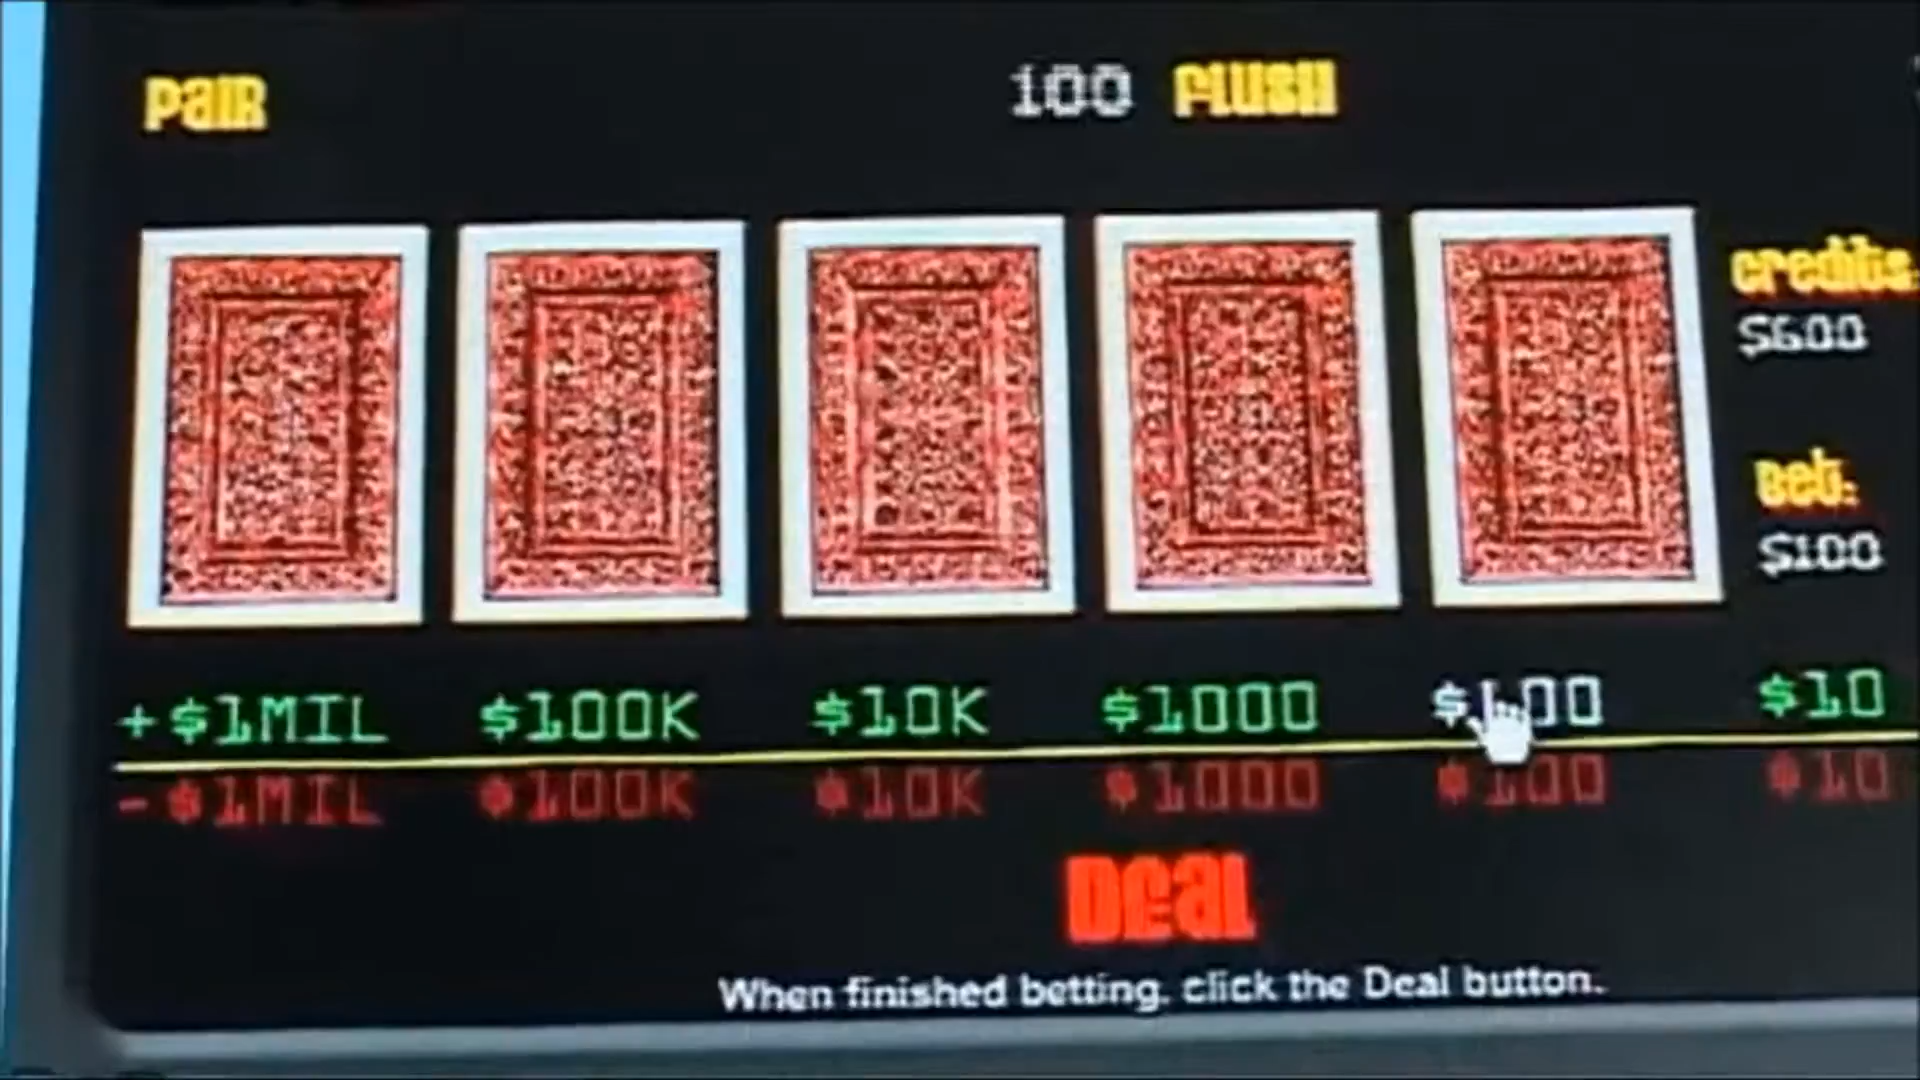 PAIR 100 FLUSH
credits:
$600
Bet:
$100
+ $1MIL $100K $10K $1000 $100 $10
- $1MIL $100K $10K $1000 $100 $10
DEAL
When finished betting, click the Deal button.